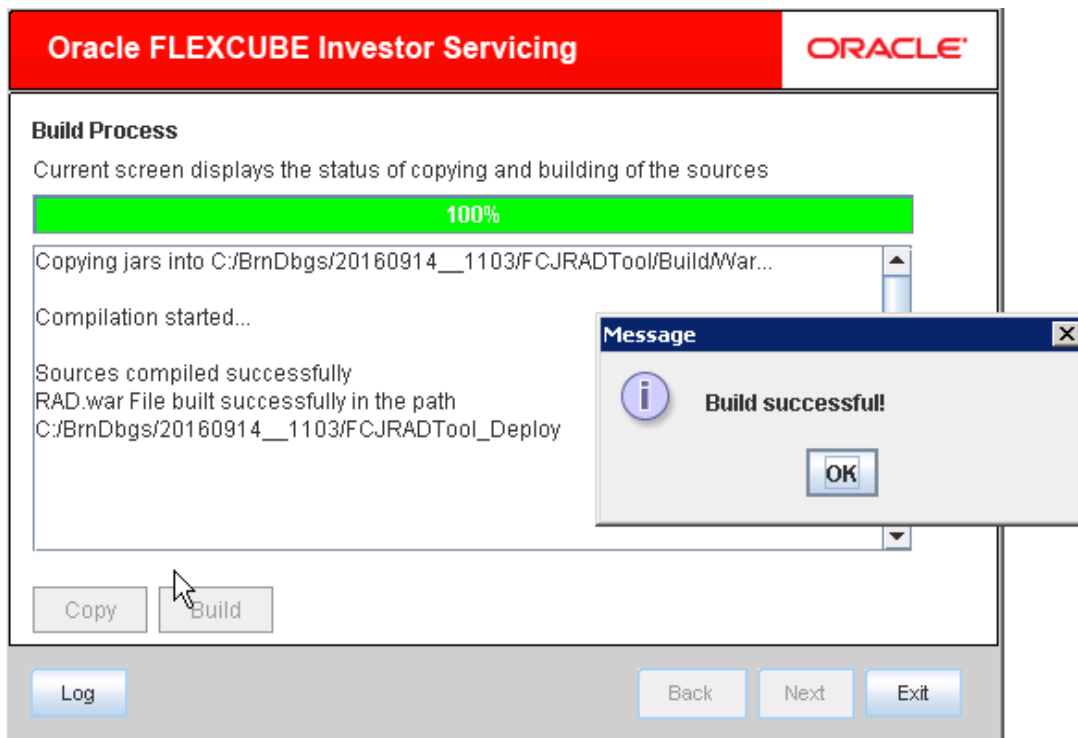 Oracle FLEXCUBE Investor Servicing
ORACLE
Build Process
Current screen displays the status of copying and building of the sources
100%
Copying jars into C:/BrnDbgs/20160914__1103/FCJRADTool/Build/War...
Compilation started...
Sources compiled successfully
RAD.war File built successfully in the path
C:/BrnDbgs/20160914__1103/FCJRADTool_Deploy
Message
Build successful!
OK
Copy
Build
Log
Back
Next
Exit